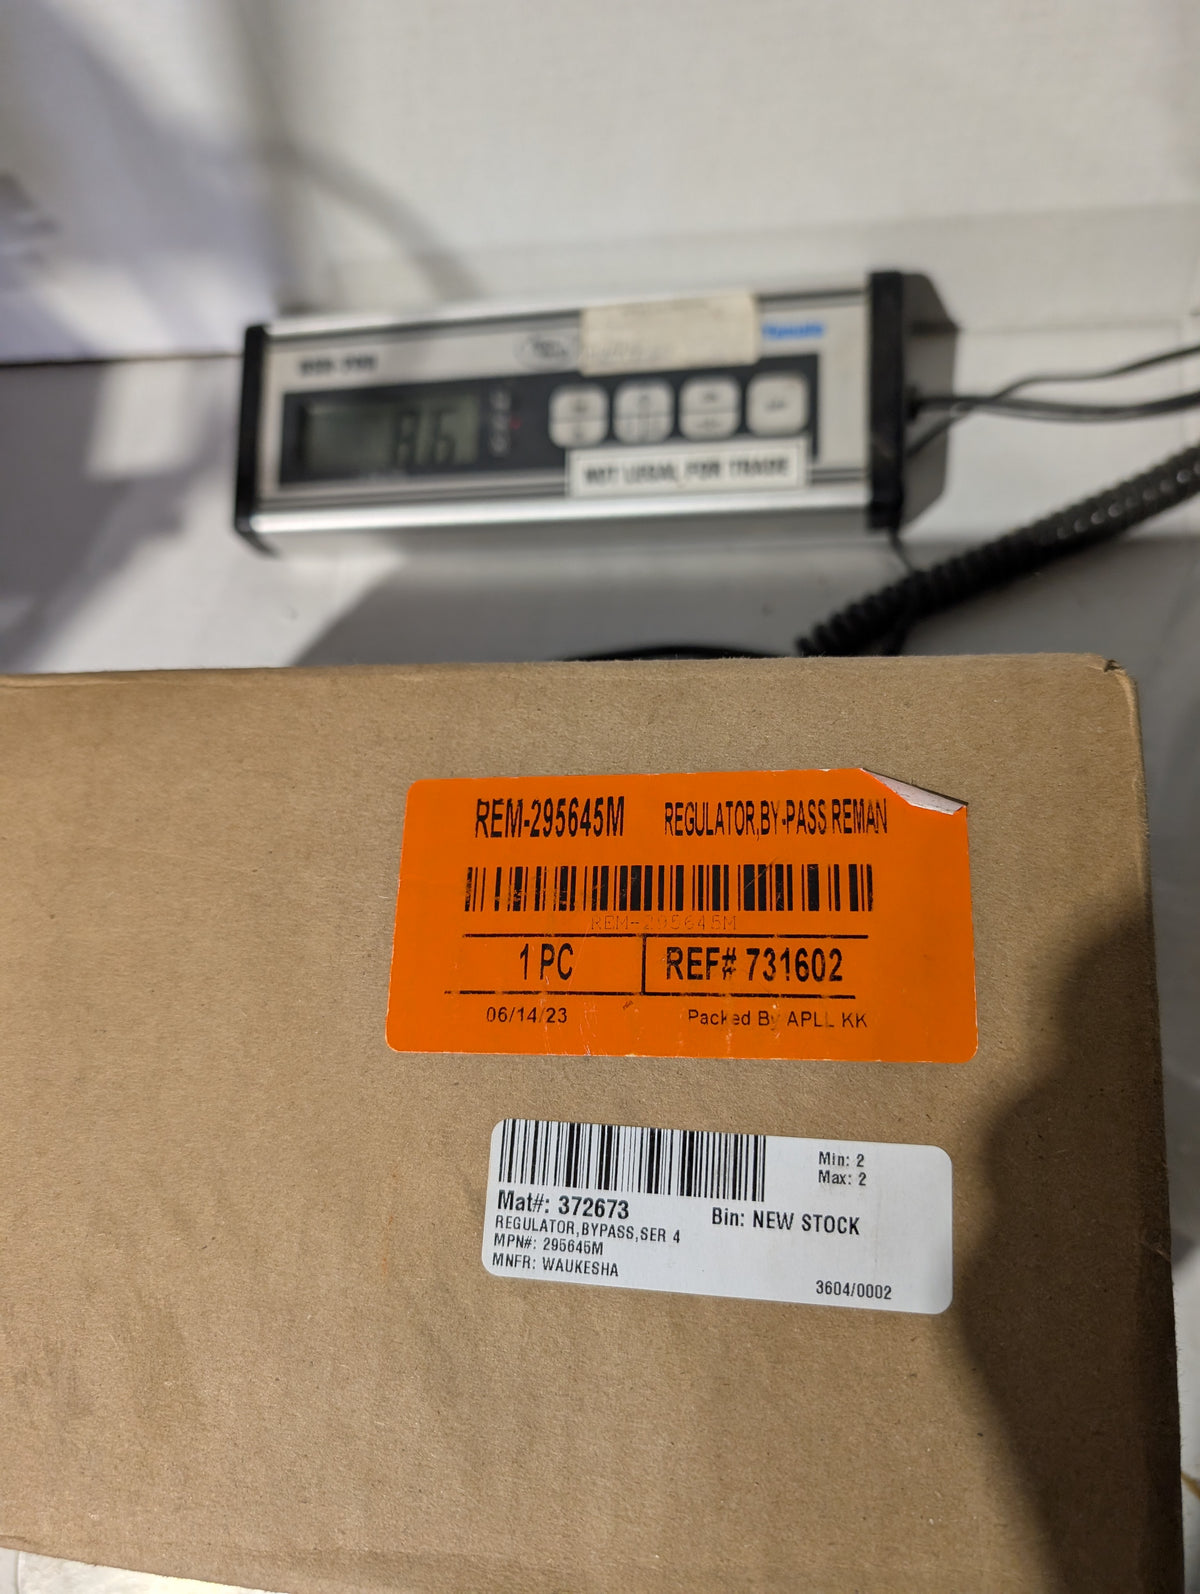 NOT LEGAL FOR TRADE
REM-295645M REGULATOR,BY-PASS REMAN
REM-295645M
1 PC REF# 731602
06/14/23 Packed By APLL KK
Min: 2
Max: 2
Mat#: 372673 Bin: NEW STOCK
REGULATOR,BYPASS,SER 4
MPN#: 295645M
MNFR: WAUKESHA
3604/0002